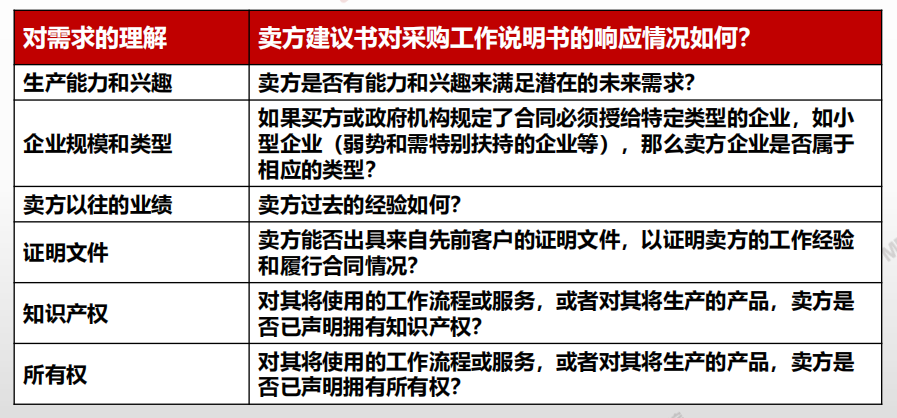 对需求的理解
卖方建议书对采购工作说明书的响应情况如何？
生产能力和兴趣
卖方是否有能力和兴趣来满足潜在的未来需求？
企业规模和类型
如果买方或政府机构规定了合同必须授给特定类型的企业，如小
型企业（弱势和需特别扶持的企业等），那么卖方企业是否属于
相应的类型？
卖方以往的业绩
卖方过去的经验如何？
证明文件
卖方能否出具来自先前客户的证明文件，以证明卖方的工作经验
和履行合同情况？
知识产权
对其将使用的工作流程或服务，或者对其将生产的产品，卖方是
否已声明拥有知识产权？
所有权
对其将使用的工作流程或服务，或者对其将生产的产品，卖方是
否已声明拥有所有权？